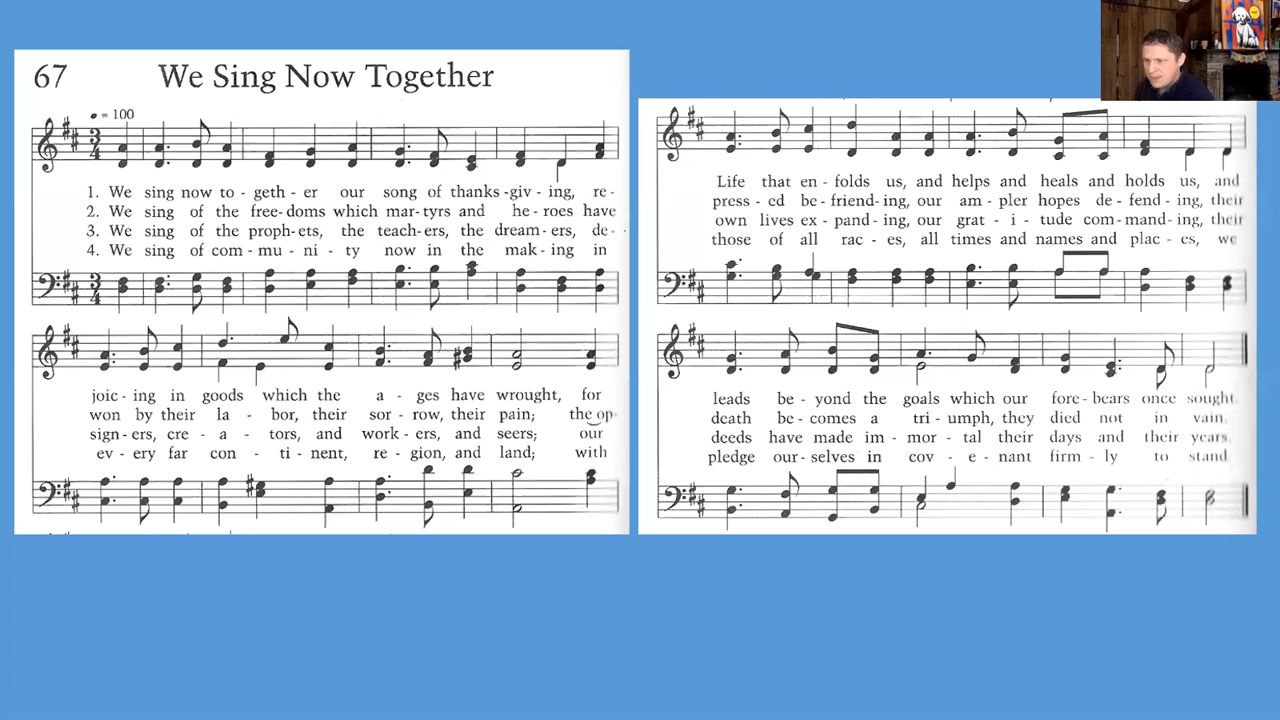 67 We Sing Now Together
= 100
3
4
1. We sing now to - geth - er our song of thanks -giv - ing, re -
2. We sing of the free- doms which mar- tyrs and he- roes have
3. We sing of the proph- ets, the teach- ers, the dream- ers, de -
4. We sing of com - mu - ni - ty now in the mak - ing in
3
4
joic - ing in goods which the a - ges have wrought, for
won by their la - bor, their sor - row, their pain; the op-
sign - ers, cre - a - tors, and work - ers, and seers; our
ev - ery far con - ti - nent, re - gion, and land; with
Life that en - folds us, and helps and heals and holds us, and
press - ed be - friend - ing, our am - pler hopes de - fend - ing, their
own lives ex - pand - ing, our grat - i - tude com - mand - ing, their
those of all rac - es, all times and names and plac - es, we
leads be - yond the goals which our fore - bears once sought.
death be - comes a tri - umph, they died not in vain.
deeds have made im - mor - tal their days and their years.
pledge our - selves in cov - e - nant firm - ly to stand.